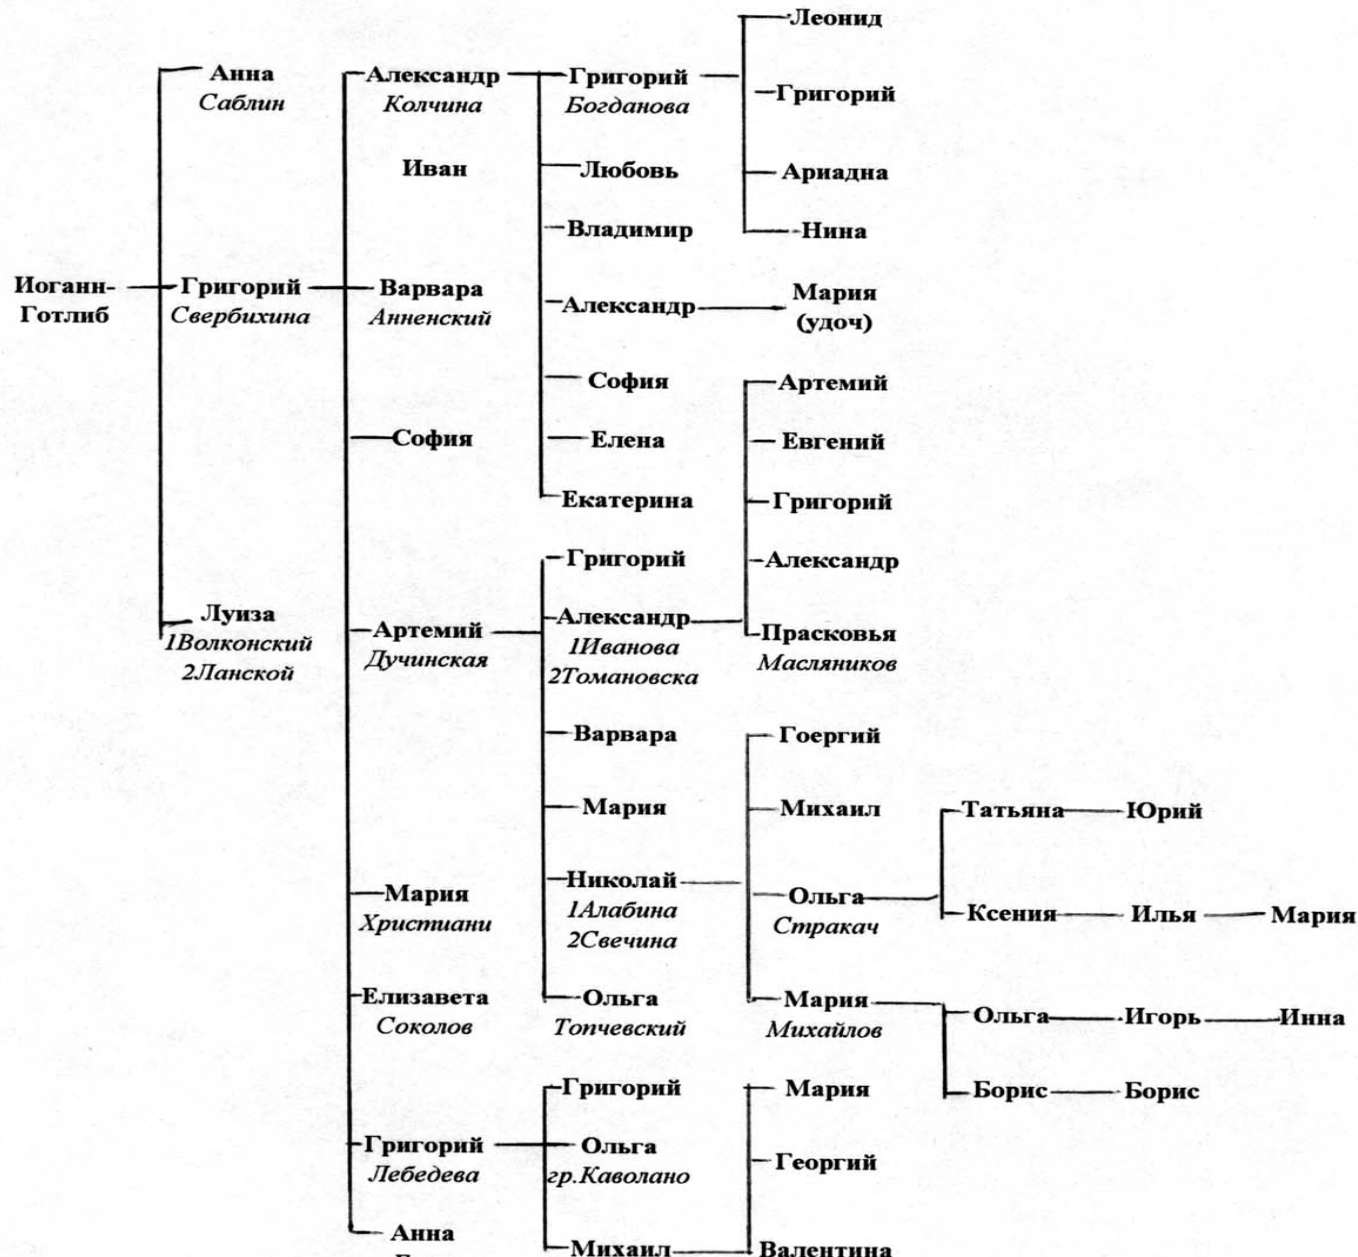 Иоганн-
Готлиб
Анна
Саблин
Григорий
Свербихина
Луиза
1Волконский
2Ланской
Александр
Колчина
Иван
Варвара
Анненский
София
Артемий
Дучинская
Мария
Христиани
Елизавета
Соколов
Григорий
Лебедева
Анна
Григорий
Богданова
Любовь
Владимир
Александр
София
Елена
Екатерина
Григорий
Александр
1Иванова
2Томановска
Варвара
Мария
Николай
1Алабина
2Свечина
Ольга
Топчевский
Григорий
Ольга
гр.Каволано
Михаил
Леонид
Григорий
Ариадна
Нина
Мария
(удоч)
Артемий
Евгений
Григорий
Александр
Прасковья
Масляников
Гоергий
Михаил
Ольга
Стракач
Мария
Михайлов
Мария
Георгий
Валентина
Татьяна
Ксения
Ольга
Борис
Юрий
Илья
Игорь
Борис
Мария
Инна